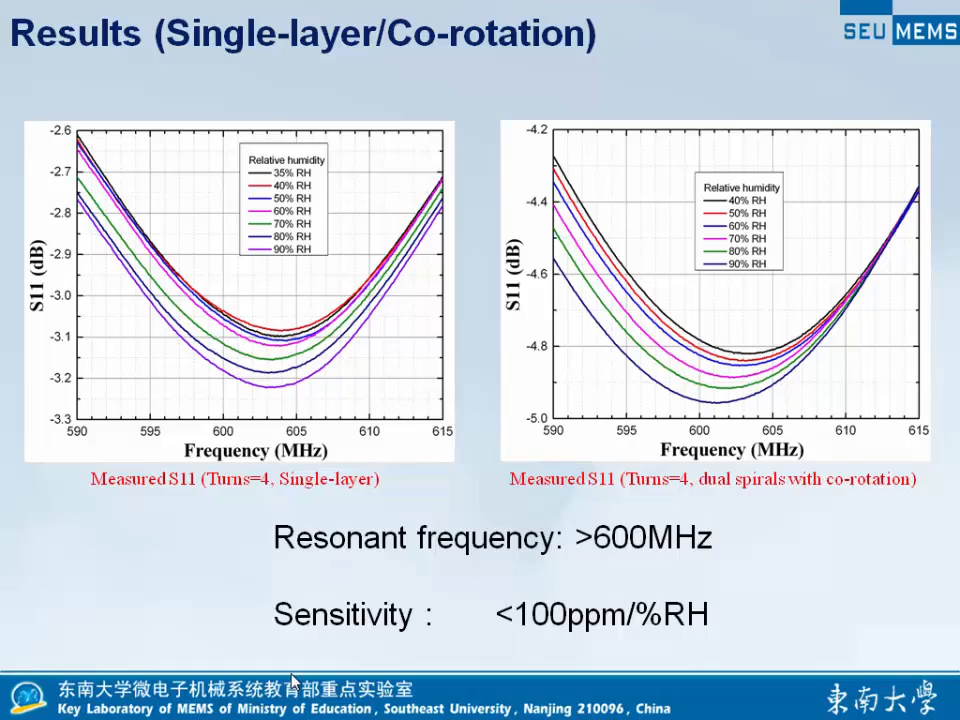 Results (Single-layer/Co-rotation)
SEU MEMS
-2.6
-2.7
-2.8
-2.9
-3.0
-3.1
-3.2
-3.3
S11 (dB)
Relative humidity
35% RH
40% RH
50% RH
60% RH
70% RH
80% RH
90% RH
590 595 600 605 610 615
Frequency (MHz)
Measured S11 (Turns=4, Single-layer)
-4.2
-4.4
-4.6
-4.8
-5.0
S11 (dB)
Relative humidity
40% RH
50% RH
60% RH
70% RH
80% RH
90% RH
590 595 600 605 610 615
Frequency (MHz)
Measured S11 (Turns=4, dual spirals with co-rotation)
Resonant frequency: >600MHz
Sensitivity : <100ppm/%RH
东南大学微电子机械系统教育部重点实验室
Key Laboratory of MEMS of Ministry of Education, Southeast University, Nanjing 210096, China
東南大學